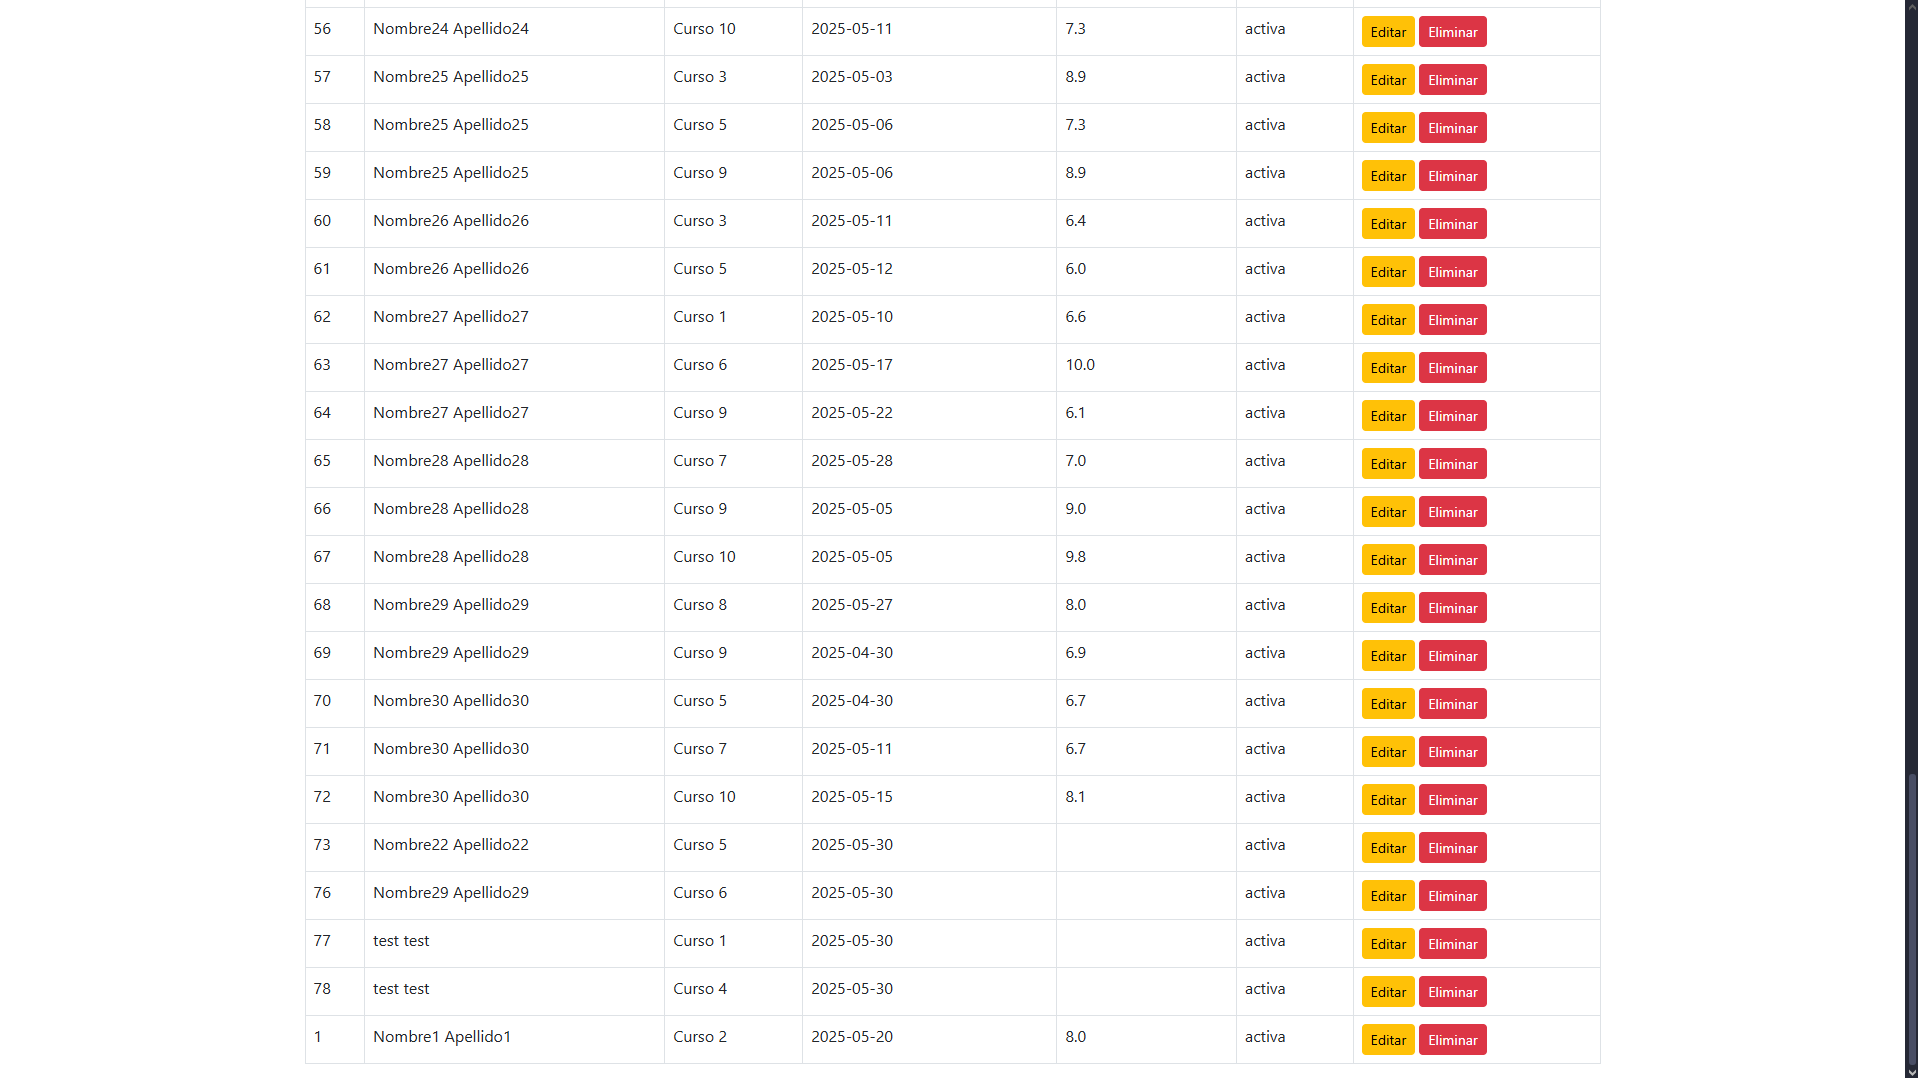 56 Nombre24 Apellido24 Curso 10 2025-05-11 7.3 activa Editar Eliminar
57 Nombre25 Apellido25 Curso 3 2025-05-03 8.9 activa Editar Eliminar
58 Nombre25 Apellido25 Curso 5 2025-05-06 7.3 activa Editar Eliminar
59 Nombre25 Apellido25 Curso 9 2025-05-06 8.9 activa Editar Eliminar
60 Nombre26 Apellido26 Curso 3 2025-05-11 6.4 activa Editar Eliminar
61 Nombre26 Apellido26 Curso 5 2025-05-12 6.0 activa Editar Eliminar
62 Nombre27 Apellido27 Curso 1 2025-05-10 6.6 activa Editar Eliminar
63 Nombre27 Apellido27 Curso 6 2025-05-17 10.0 activa Editar Eliminar
64 Nombre27 Apellido27 Curso 9 2025-05-22 6.1 activa Editar Eliminar
65 Nombre28 Apellido28 Curso 7 2025-05-28 7.0 activa Editar Eliminar
66 Nombre28 Apellido28 Curso 9 2025-05-05 9.0 activa Editar Eliminar
67 Nombre28 Apellido28 Curso 10 2025-05-05 9.8 activa Editar Eliminar
68 Nombre29 Apellido29 Curso 8 2025-05-27 8.0 activa Editar Eliminar
69 Nombre29 Apellido29 Curso 9 2025-04-30 6.9 activa Editar Eliminar
70 Nombre30 Apellido30 Curso 5 2025-04-30 6.7 activa Editar Eliminar
71 Nombre30 Apellido30 Curso 7 2025-05-11 6.7 activa Editar Eliminar
72 Nombre30 Apellido30 Curso 10 2025-05-15 8.1 activa Editar Eliminar
73 Nombre22 Apellido22 Curso 5 2025-05-30 activa Editar Eliminar
76 Nombre29 Apellido29 Curso 6 2025-05-30 activa Editar Eliminar
77 test test Curso 1 2025-05-30 activa Editar Eliminar
78 test test Curso 4 2025-05-30 activa Editar Eliminar
1 Nombre1 Apellido1 Curso 2 2025-05-20 8.0 activa Editar Eliminar